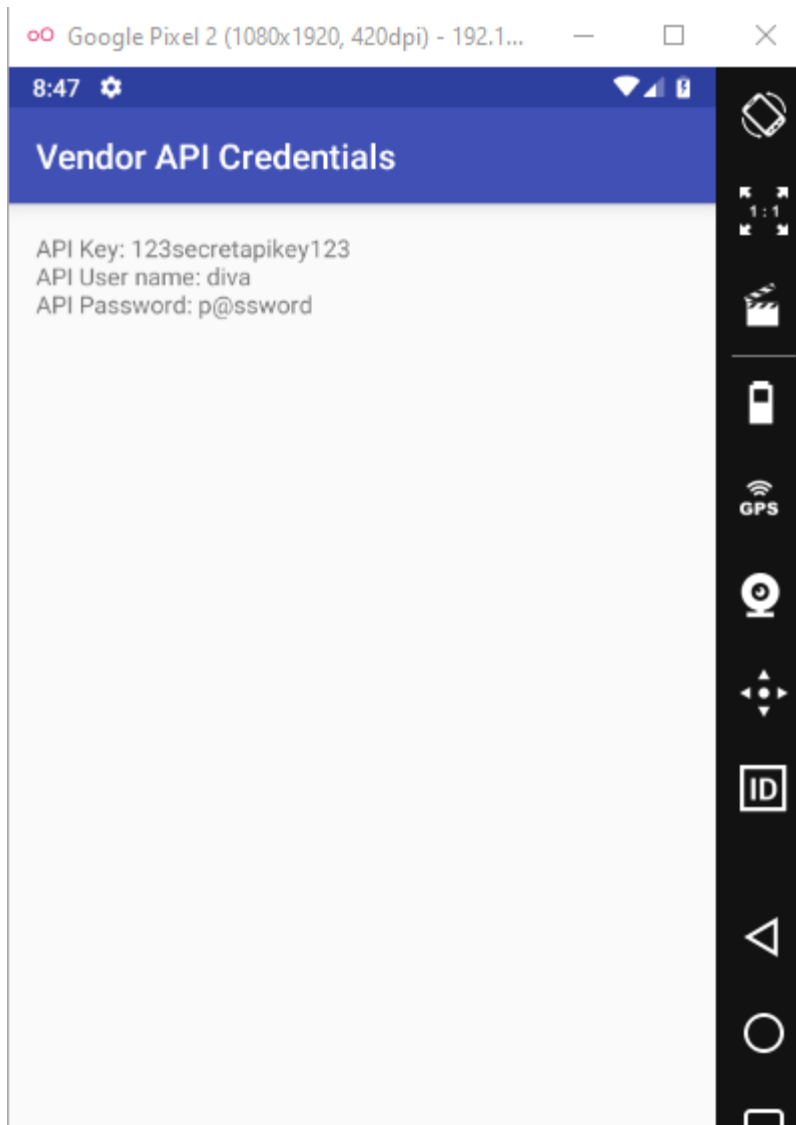 Google Pixel 2 (1080x1920, 420dpi) - 192.1...
8:47
Vendor API Credentials
1 : 1
API Key: 123secretapikey123
API User name: diva
API Password: p@ssword
GPS
ID